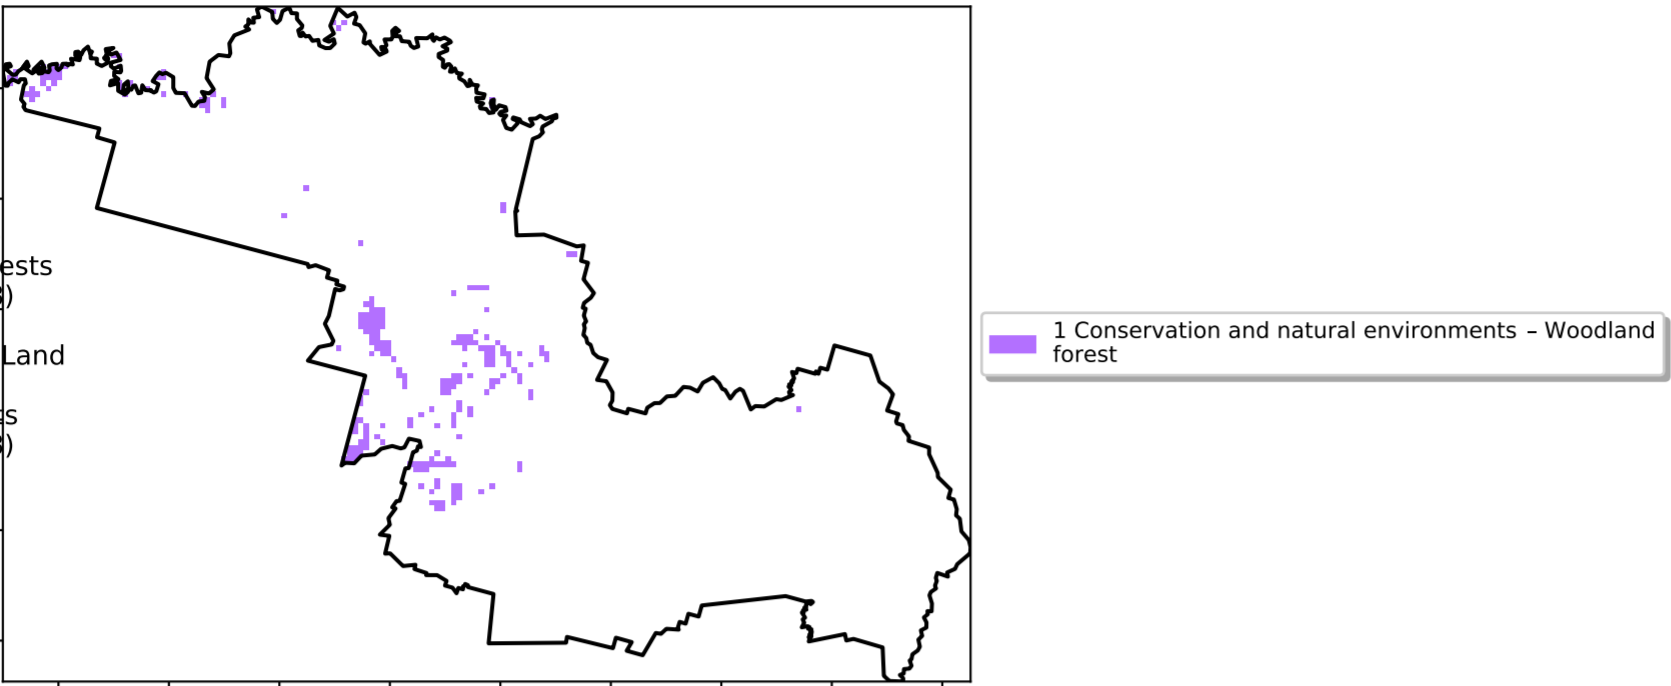 ests
)
Land
s
)
1 Conservation and natural environments – Woodland
forest